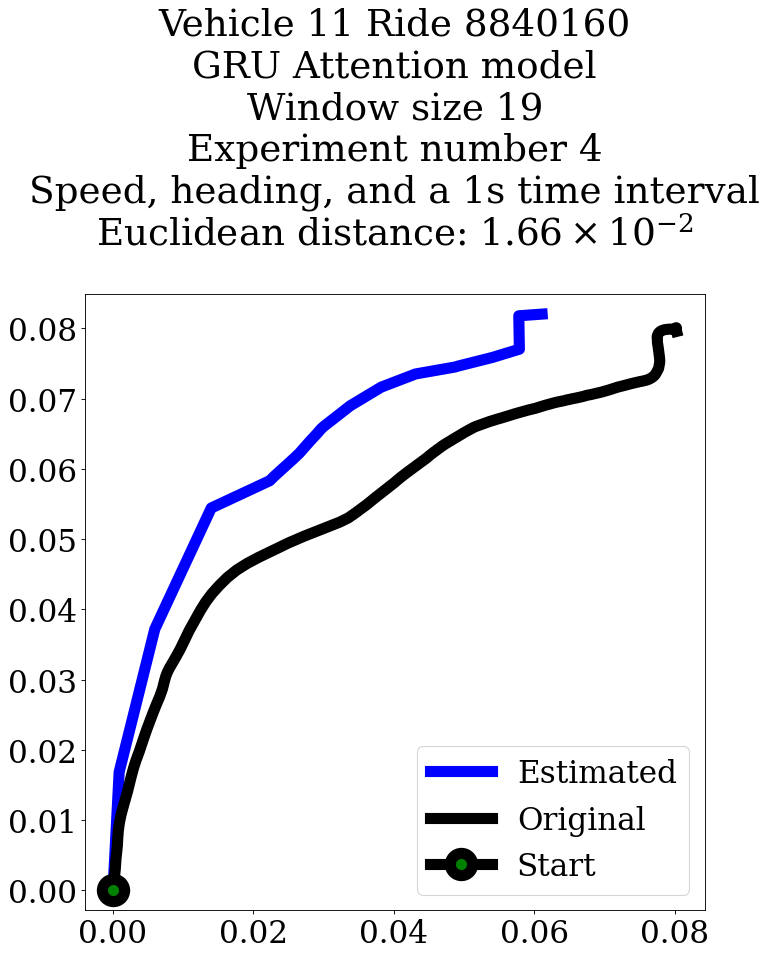 Vehicle 11 Ride 8840160
GRU Attention model
Window size 19
Experiment number 4
Speed, heading, and a 1s time interval
Euclidean distance: 1.66 × 10⁻²
0.08
0.07
0.06
0.05
0.04
0.03
0.02
0.01
0.00
Estimated
Original
Start
0.00 0.02 0.04 0.06 0.08